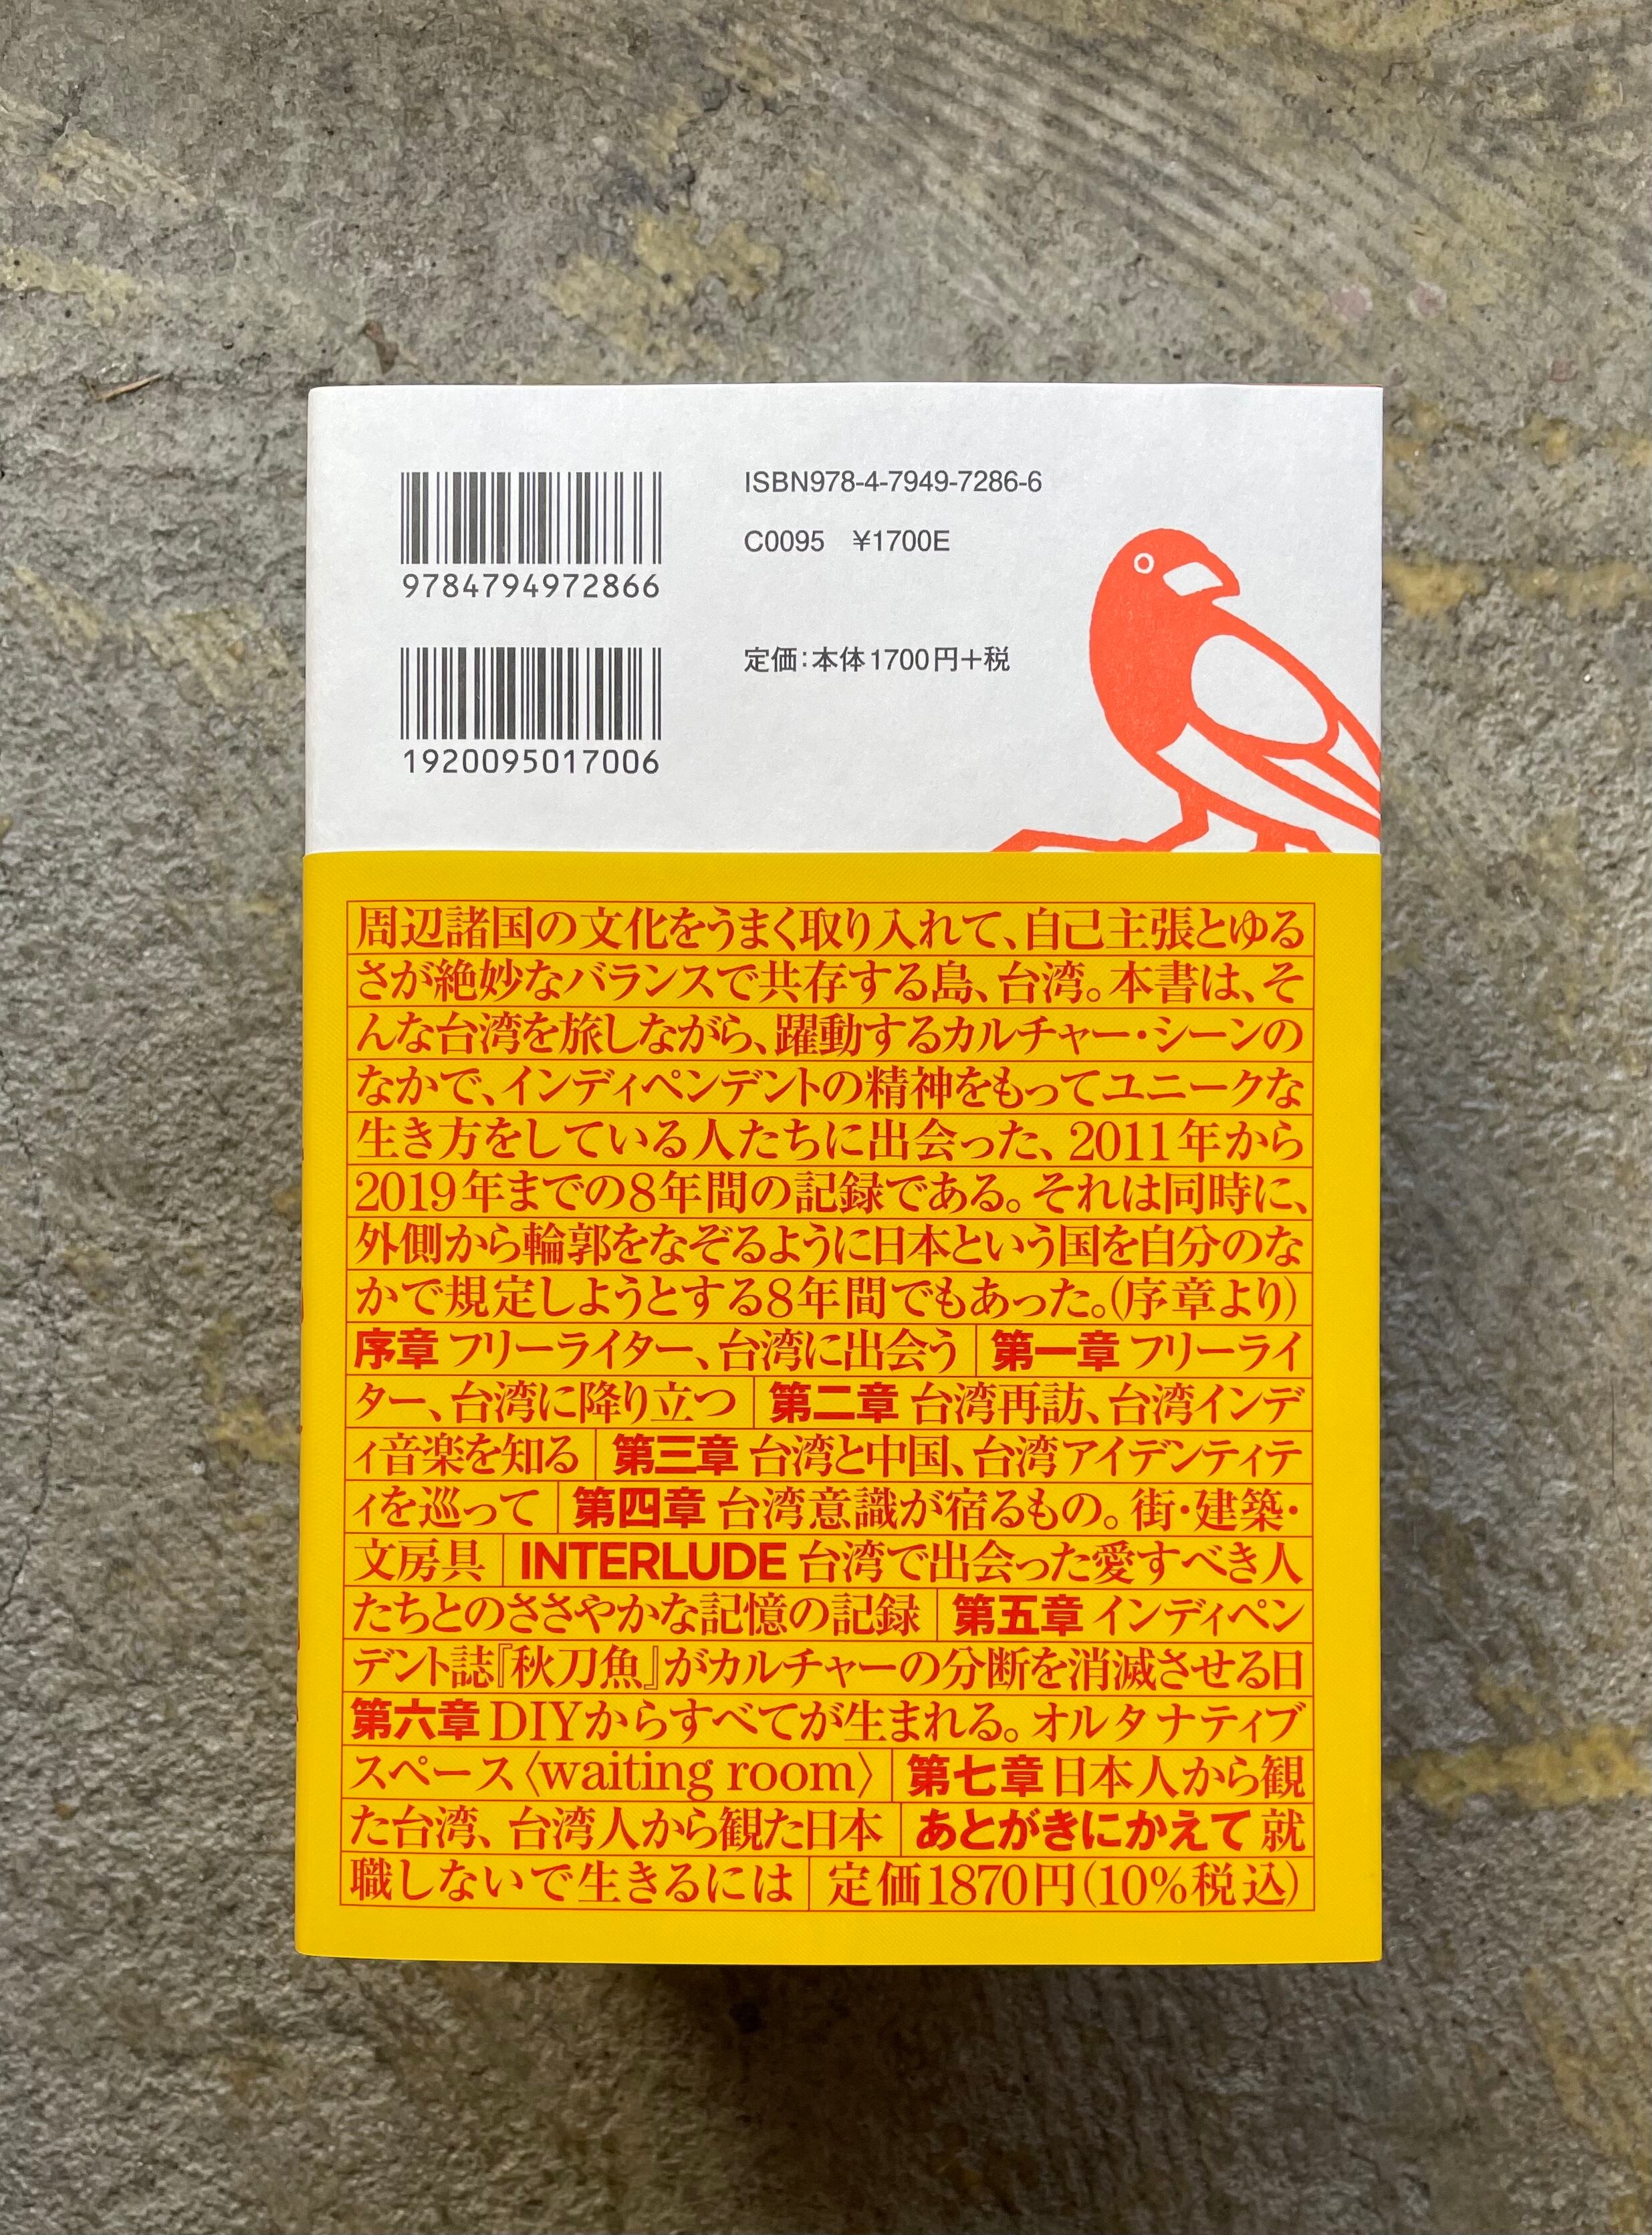 ISBN978-4-7949-7286-6
C0095 ¥1700E
9784794972866
定価:本体1700円+税
1920095017006
周辺諸国の文化をうまく取り入れて、自己主張とゆる
さが絶妙なバランスで共存する島、台湾。本書は、そ
んな台湾を旅しながら、躍動するカルチャー・シーンの
なかで、インディペンデントの精神をもってユニークな
生き方をしている人たちに出会った、2011年から
2019年までの8年間の記録である。それは同時に、
外側から輪郭をなぞるように日本という国を自分のな
かで規定しようとする8年間でもあった。(序章より)
序章 フリーライター、台湾に出会う 第一章 フリーライ
ター、台湾に降り立つ 第二章 台湾再訪、台湾インデ
ィ音楽を知る 第三章 台湾と中国、台湾アイデンティテ
ィを巡って 第四章 台湾意識が宿るもの。街・建築・
文房具 INTERLUDE 台湾で出会った愛すべき人
たちとのささやかな記憶の記録 第五章 インディペン
デント誌『秋刀魚』がカルチャーの分断を消滅させる日
第六章 DIYからすべてが生まれる。オルタナティブ
スペース〈waiting room〉 第七章 日本人から観
た台湾、台湾人から観た日本 あとがきにかえて 就
職しないで生きるには 定価1870円(10%税込)